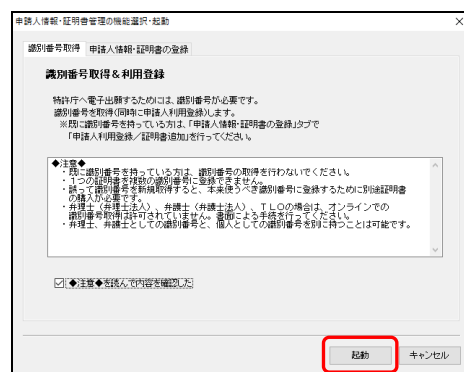 申請人情報・証明書管理の機能選択・起動
識別番号取得 申請人情報・証明書の登録
識別番号取得＆利用登録
特許庁へ電子出願するためには、識別番号が必要です。
識別番号を取得(同時に申請人利用登録)します。
※既に識別番号を持っている方は、「申請人情報・証明書の登録」タブで
「申請人利用登録／証明書追加」を行ってください。
◆注意◆
・既に識別番号を持っている方は、識別番号の取得を行わないでください。
・１つの証明書を複数の識別番号に登録できません。
・誤って識別番号を新規取得すると、本来使うべき識別番号に登録するために別途証明書
の購入が必要です。
・弁理士（弁理士法人）、弁護士（弁護士法人）、ＴＬＯの場合は、オンラインでの
識別番号取得は許可されていません。書面による手続を行ってください。
・弁理士、弁護士としての識別番号と、個人としての識別番号を別に持つことは可能です。
◆注意◆を読んで内容を確認した
起動 キャンセル